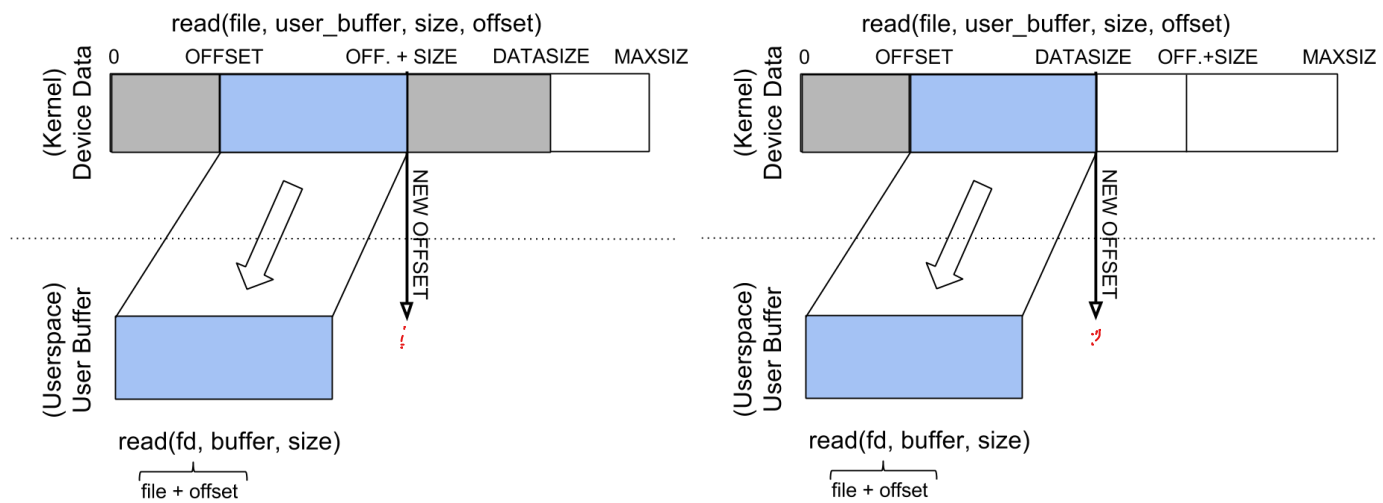 read(file, user_buffer, size, offset)
0 OFFSET OFF. + SIZE DATASIZE MAXSIZ
(Kernel)
Device Data
NEW OFFSET
(Userspace)
User Buffer
read(fd, buffer, size)
file + offset
read(file, user_buffer, size, offset)
0 OFFSET DATASIZE OFF.+SIZE MAXSIZ
(Kernel)
Device Data
NEW OFFSET
(Userspace)
User Buffer
read(fd, buffer, size)
file + offset